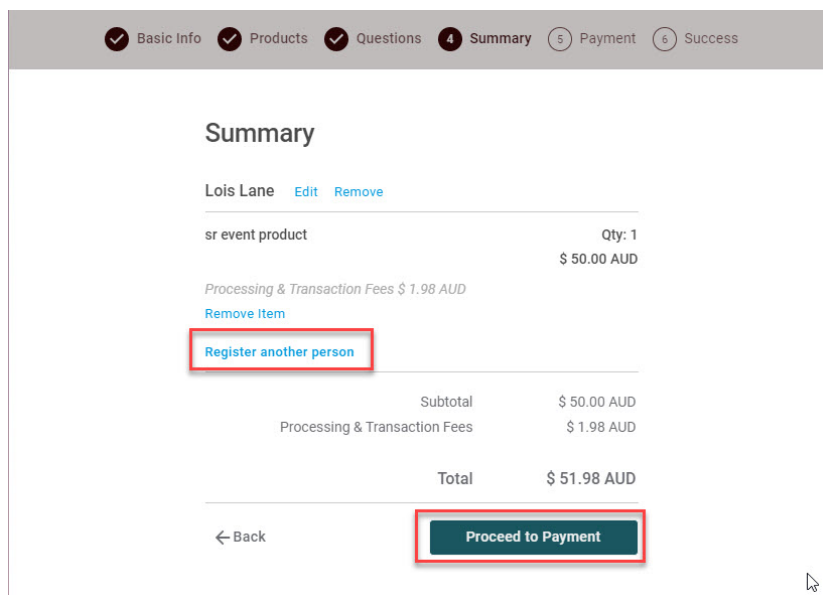 Basic Info Products Questions 4 Summary 5 Payment 6 Success
Summary
Lois Lane Edit Remove
sr event product Qty: 1
$ 50.00 AUD
Processing & Transaction Fees $ 1.98 AUD
Remove Item
Register another person
Subtotal $ 50.00 AUD
Processing & Transaction Fees $ 1.98 AUD
Total $ 51.98 AUD
Back Proceed to Payment